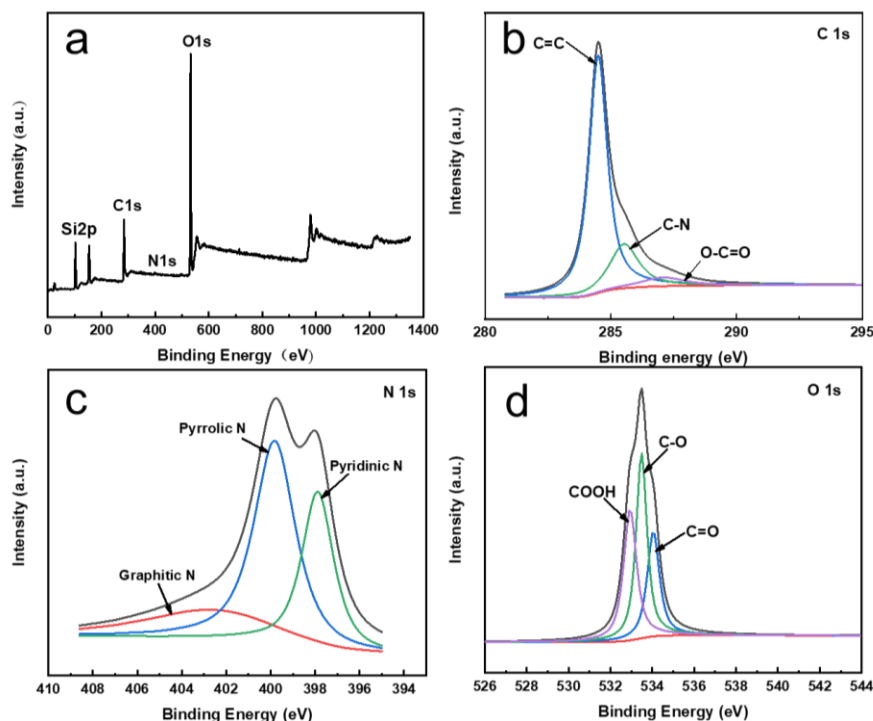 a
O1s
C1s
Si2p
N1s
Intensity (a.u.)
0 200 400 600 800 1000 1200 1400
Binding Energy (eV)
b
C 1s
C=C
C-N
O-C=O
Intensity (a.u.)
280 285 290 295
Binding energy (eV)
c
N 1s
Pyrrolic N
Pyridinic N
Graphitic N
Intensity (a.u.)
410 408 406 404 402 400 398 396 394
Binding Energy (eV)
d
O 1s
C-O
COOH
C=O
Intensity (a.u.)
526 528 530 532 534 536 538 540 542 544
Binding Energy (eV)